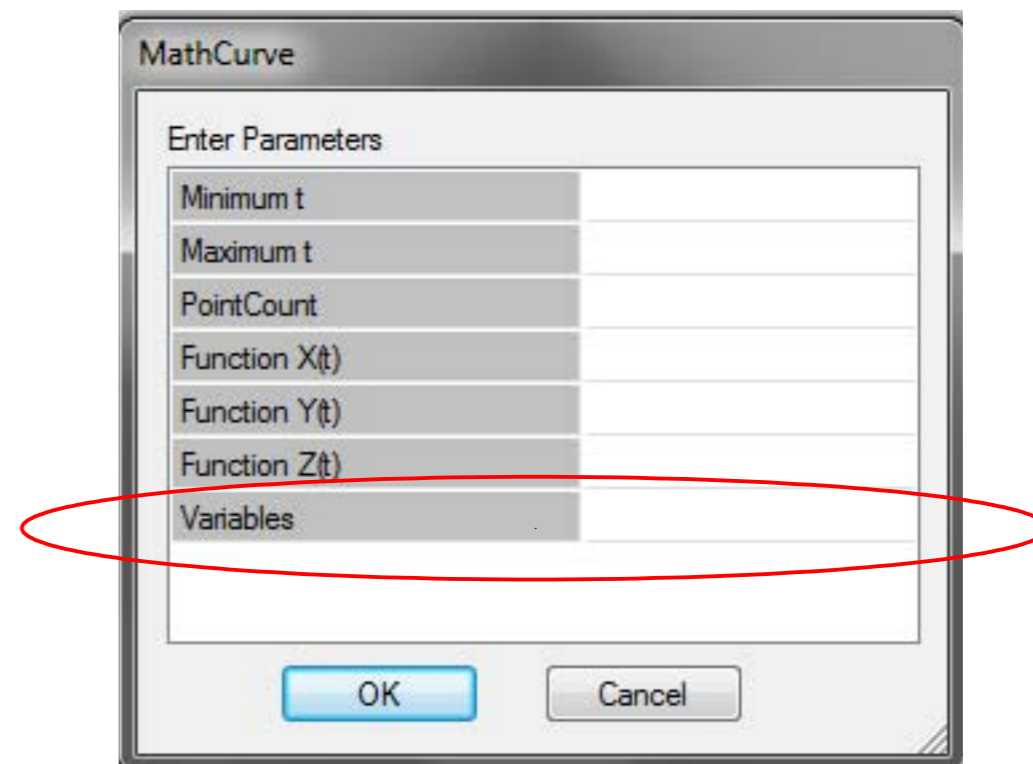 MathCurve
Enter Parameters
Minimum t
Maximum t
PointCount
Function X(t)
Function Y(t)
Function Z(t)
Variables
OK Cancel